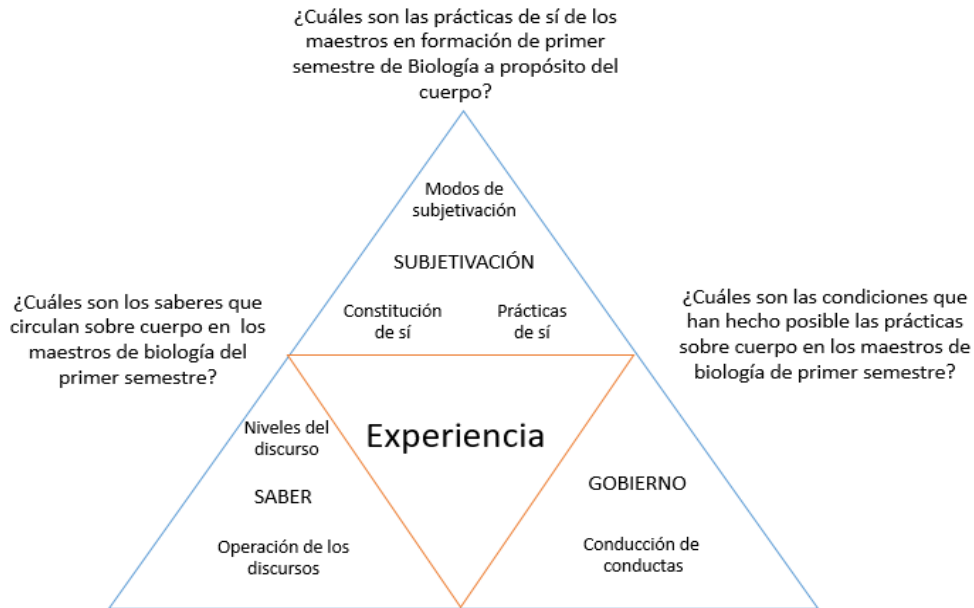 ¿Cuáles son las prácticas de sí de los
maestros en formación de primer
semestre de Biología a propósito del
cuerpo?
Modos de
subjetivación
SUBJETIVACIÓN
Constitución
de sí
Prácticas
de sí
¿Cuáles son los saberes que
circulan sobre cuerpo en los
maestros de biología del
primer semestre?
¿Cuáles son las condiciones que
han hecho posible las prácticas
sobre cuerpo en los maestros de
biología de primer semestre?
Experiencia
Niveles del
discurso
SABER
Operación de los
discursos
GOBIERNO
Conducción de
conductas